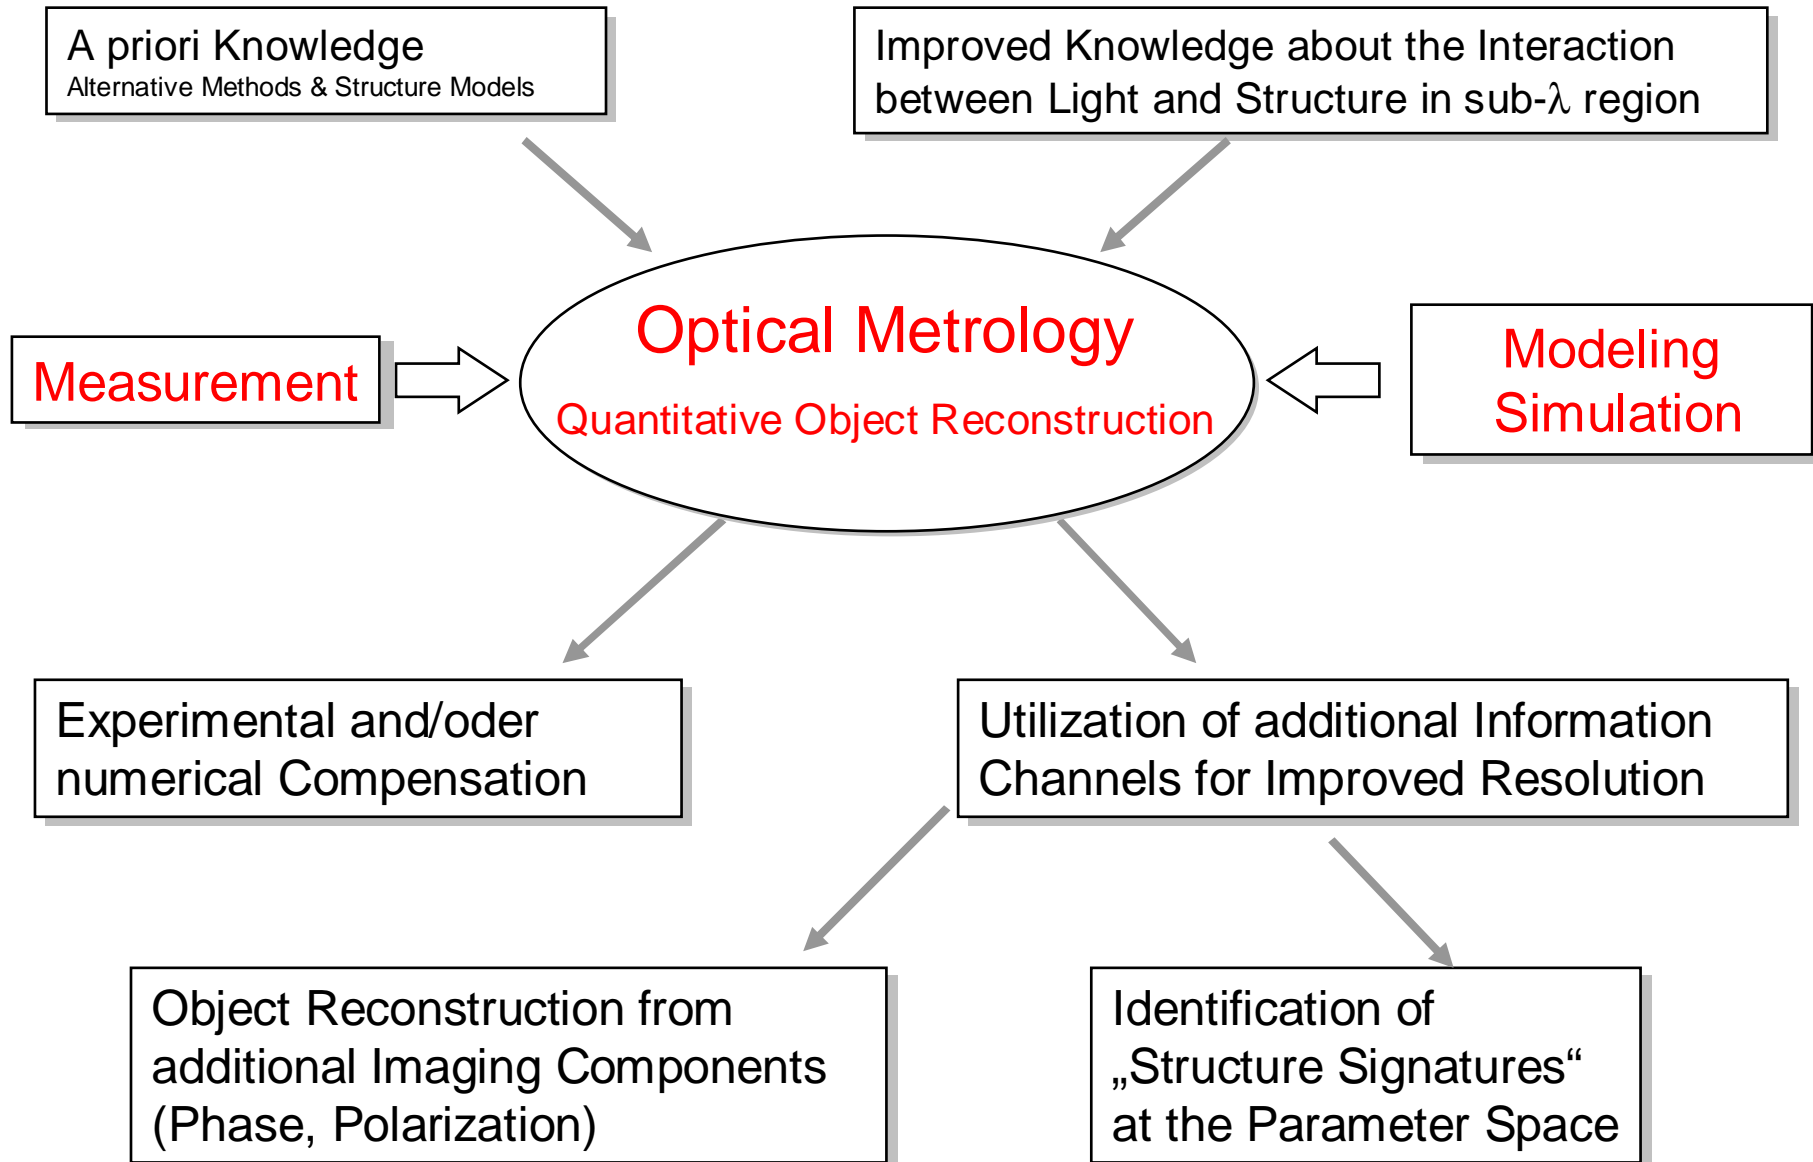 A priori Knowledge
Alternative Methods & Structure Models
Improved Knowledge about the Interaction
between Light and Structure in sub-λ region
Optical Metrology
Quantitative Object Reconstruction
Measurement
Modeling
Simulation
Experimental and/oder
numerical Compensation
Utilization of additional Information
Channels for Improved Resolution
Object Reconstruction from
additional Imaging Components
(Phase, Polarization)
Identification of
„Structure Signatures“
at the Parameter Space